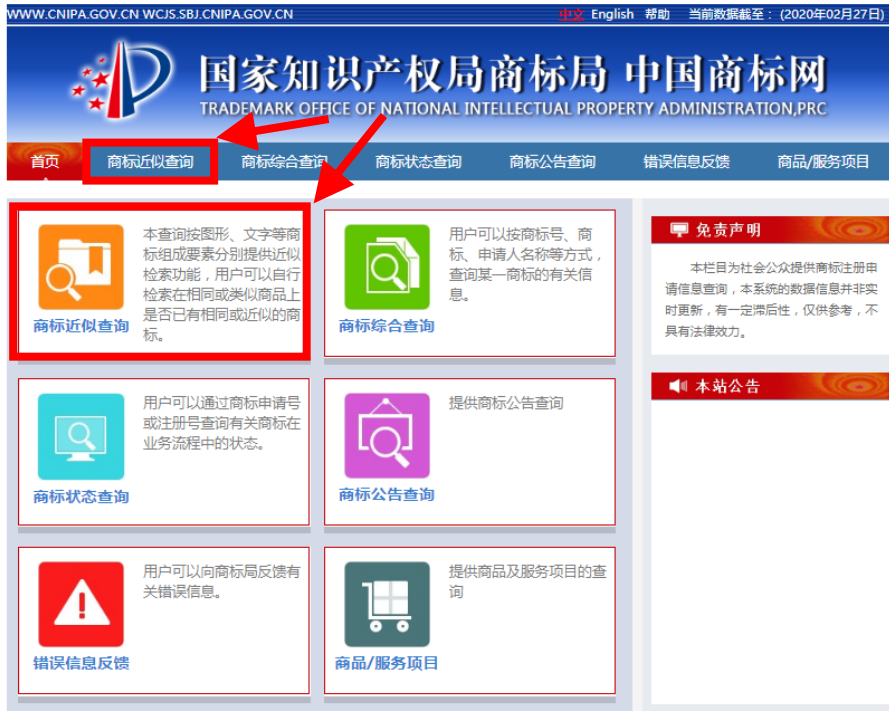 WWW.CNIPA.GOV.CN WCJS.SBJ.CNIPA.GOV.CN 中文 English 帮助 当前数据截至：(2020年02月27日)
国家知识产权局商标局 中国商标网
TRADEMARK OFFICE OF NATIONAL INTELLECTUAL PROPERTY ADMINISTRATION,PRC
首页 商标近似查询 商标综合查询 商标状态查询 商标公告查询 错误信息反馈 商品/服务项目
本查询按图形、文字等商
标组成要素分别提供近似
检索功能，用户可以自行
检索在相同或类似商品上
是否已有相同或近似的商
标。
商标近似查询
用户可以按商标号、商
标、申请人名称等方式，
查询某一商标的有关信
息。
商标综合查询
免责声明
本栏目为社会公众提供商标注册申
请信息查询，本系统的数据信息并非实
时更新，有一定滞后性，仅供参考，不
具有法律效力。
用户可以通过商标申请号
或注册号查询有关商标在
业务流程中的状态。
商标状态查询
提供商标公告查询
商标公告查询
本站公告
用户可以向商标局反馈有
关错误信息。
错误信息反馈
提供商品及服务项目的查
询
商品/服务项目